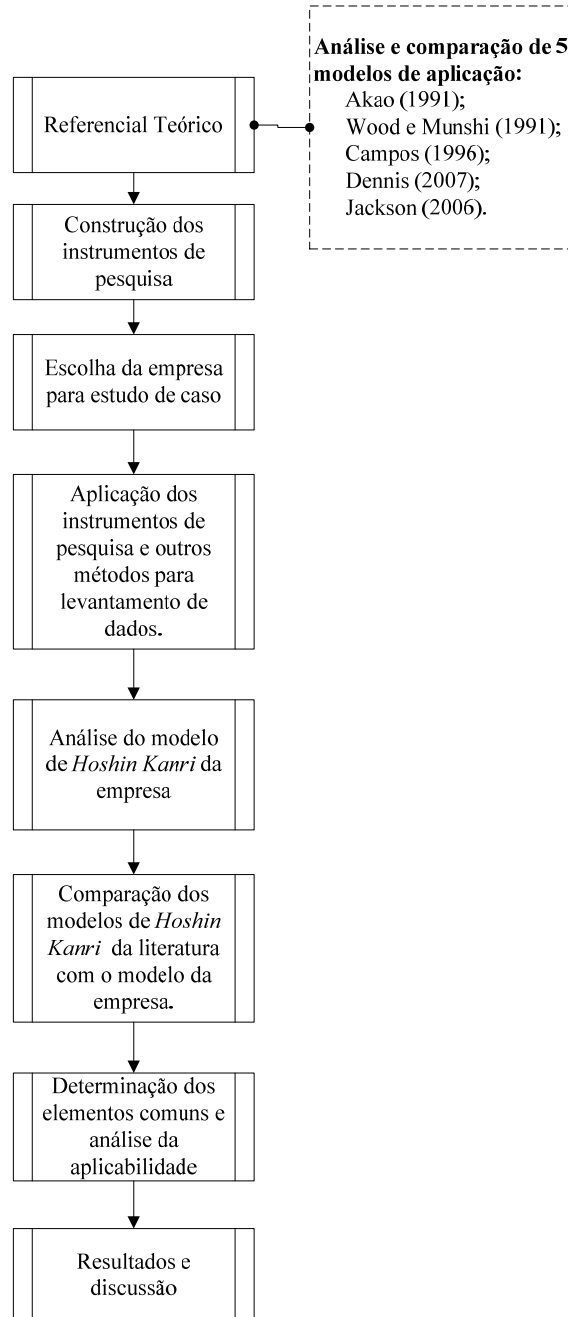 Análise e comparação de 5
modelos de aplicação:
Akao (1991);
Wood e Munshi (1991);
Campos (1996);
Dennis (2007);
Jackson (2006).
Referencial Teórico
Construção dos
instrumentos de
pesquisa
Escolha da empresa
para estudo de caso
Aplicação dos
instrumentos de
pesquisa e outros
métodos para
levantamento de
dados.
Análise do modelo
de Hoshin Kanri da
empresa
Comparação dos
modelos de Hoshin
Kanri da literatura
com o modelo da
empresa.
Determinação dos
elementos comuns e
análise da
aplicabilidade
Resultados e
discussão